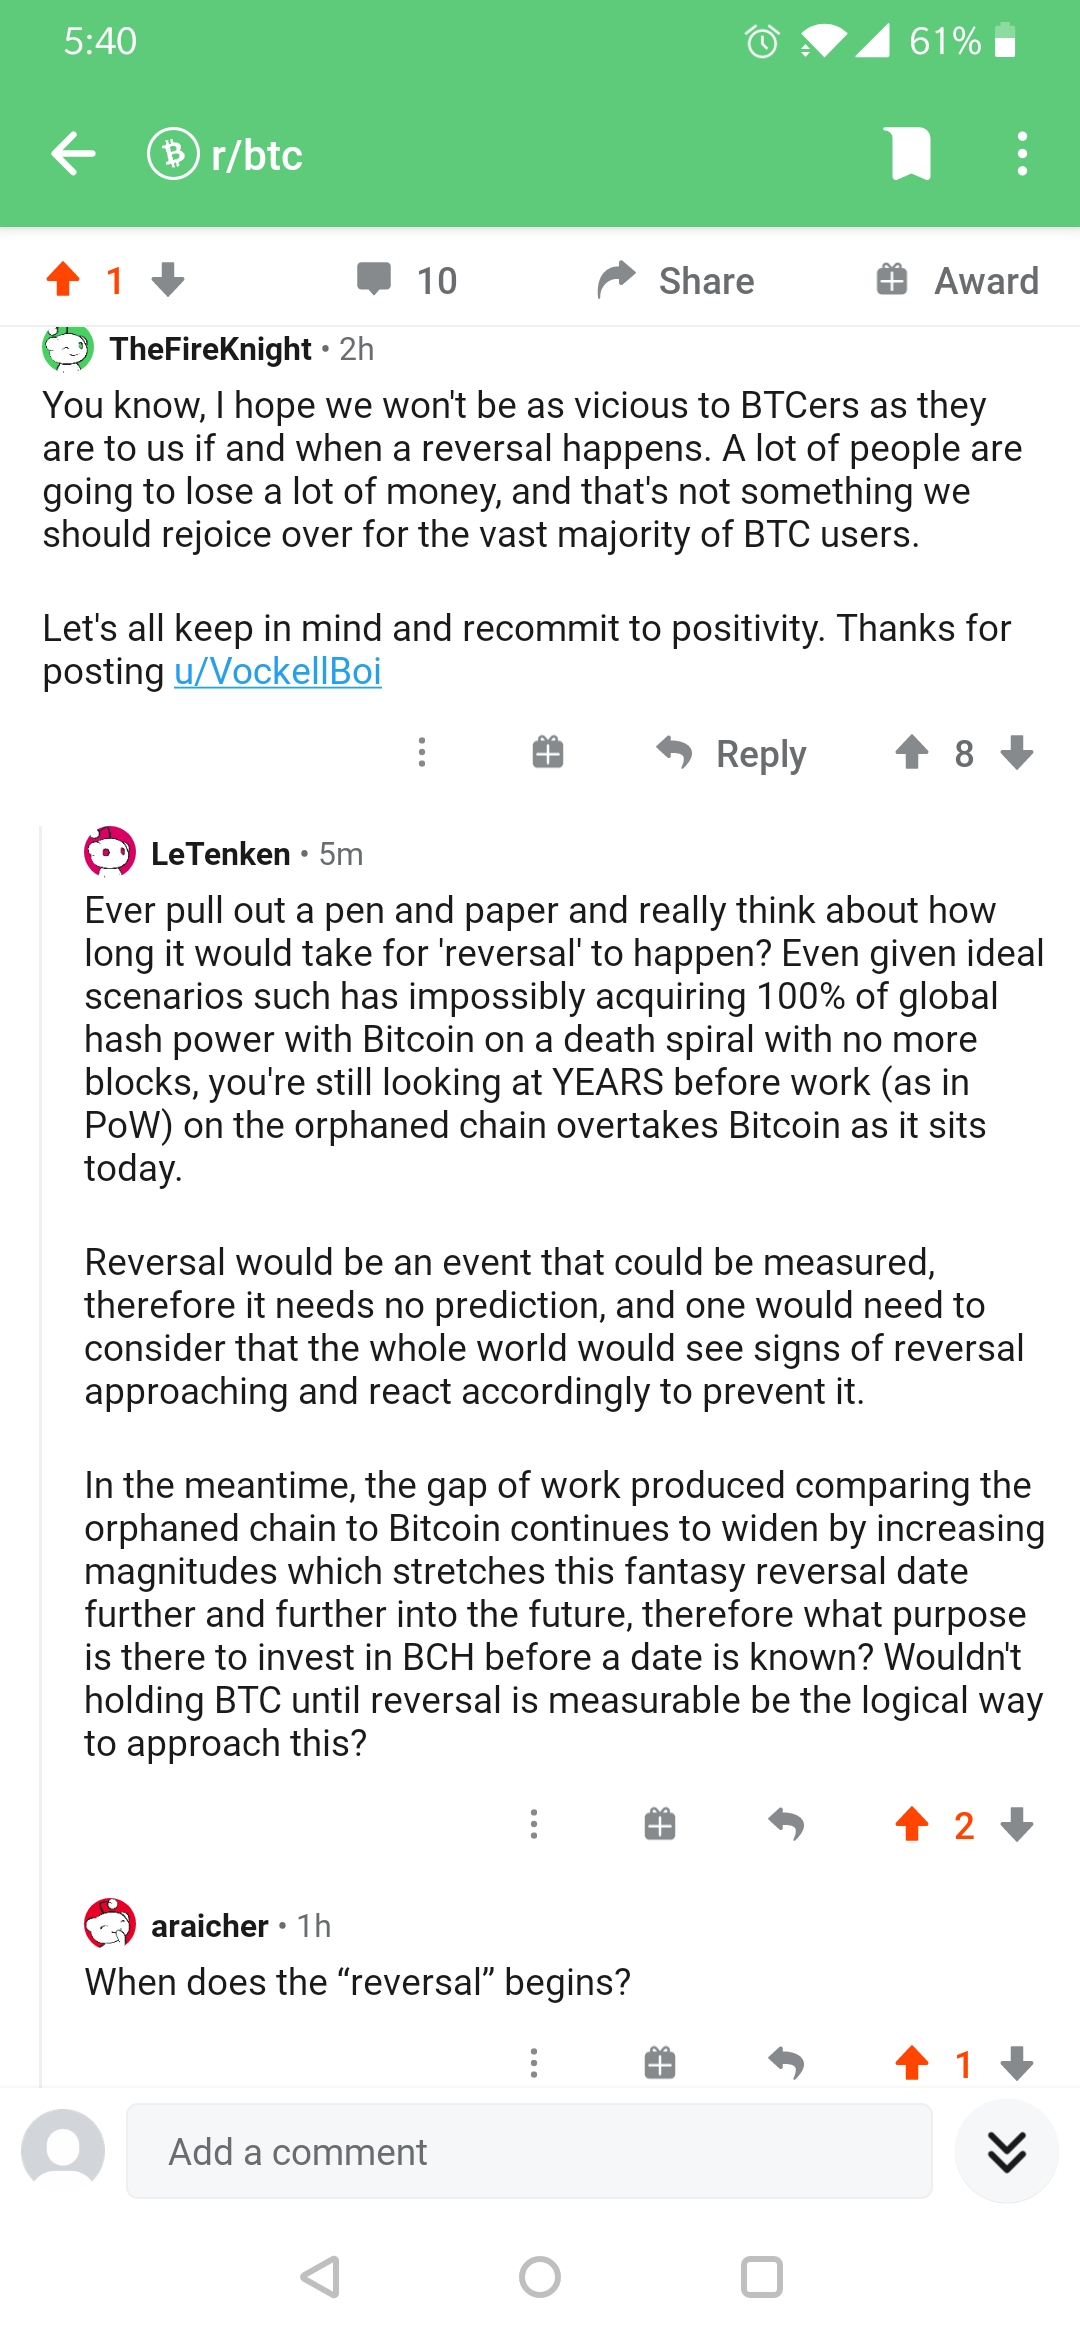 5:40
61%
r/btc
1
10
Share
Award
TheFireKnight • 2h
You know, I hope we won't be as vicious to BTCers as they
are to us if and when a reversal happens. A lot of people are
going to lose a lot of money, and that's not something we
should rejoice over for the vast majority of BTC users.
Let's all keep in mind and recommit to positivity. Thanks for
posting u/VockellBoi
Reply
8
LeTenken • 5m
Ever pull out a pen and paper and really think about how
long it would take for 'reversal' to happen? Even given ideal
scenarios such has impossibly acquiring 100% of global
hash power with Bitcoin on a death spiral with no more
blocks, you're still looking at YEARS before work (as in
PoW) on the orphaned chain overtakes Bitcoin as it sits
today.
Reversal would be an event that could be measured,
therefore it needs no prediction, and one would need to
consider that the whole world would see signs of reversal
approaching and react accordingly to prevent it.
In the meantime, the gap of work produced comparing the
orphaned chain to Bitcoin continues to widen by increasing
magnitudes which stretches this fantasy reversal date
further and further into the future, therefore what purpose
is there to invest in BCH before a date is known? Wouldn't
holding BTC until reversal is measurable be the logical way
to approach this?
2
araicher • 1h
When does the “reversal” begins?
1
Add a comment